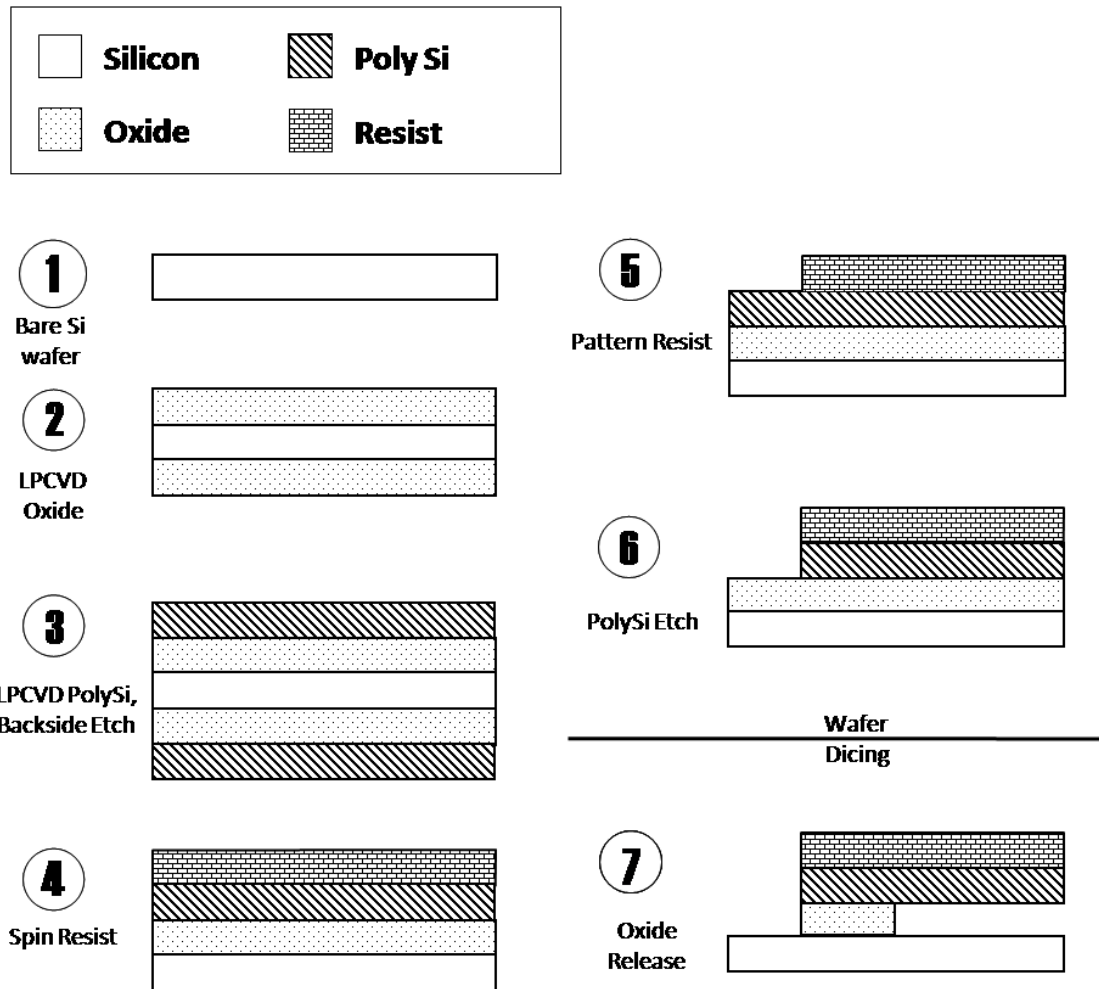 Silicon
Poly Si
Oxide
Resist
1
Bare Si
wafer
2
LPCVD
Oxide
3
LPCVD PolySi,
Backside Etch
4
Spin Resist
5
Pattern Resist
6
PolySi Etch
Wafer
Dicing
7
Oxide
Release